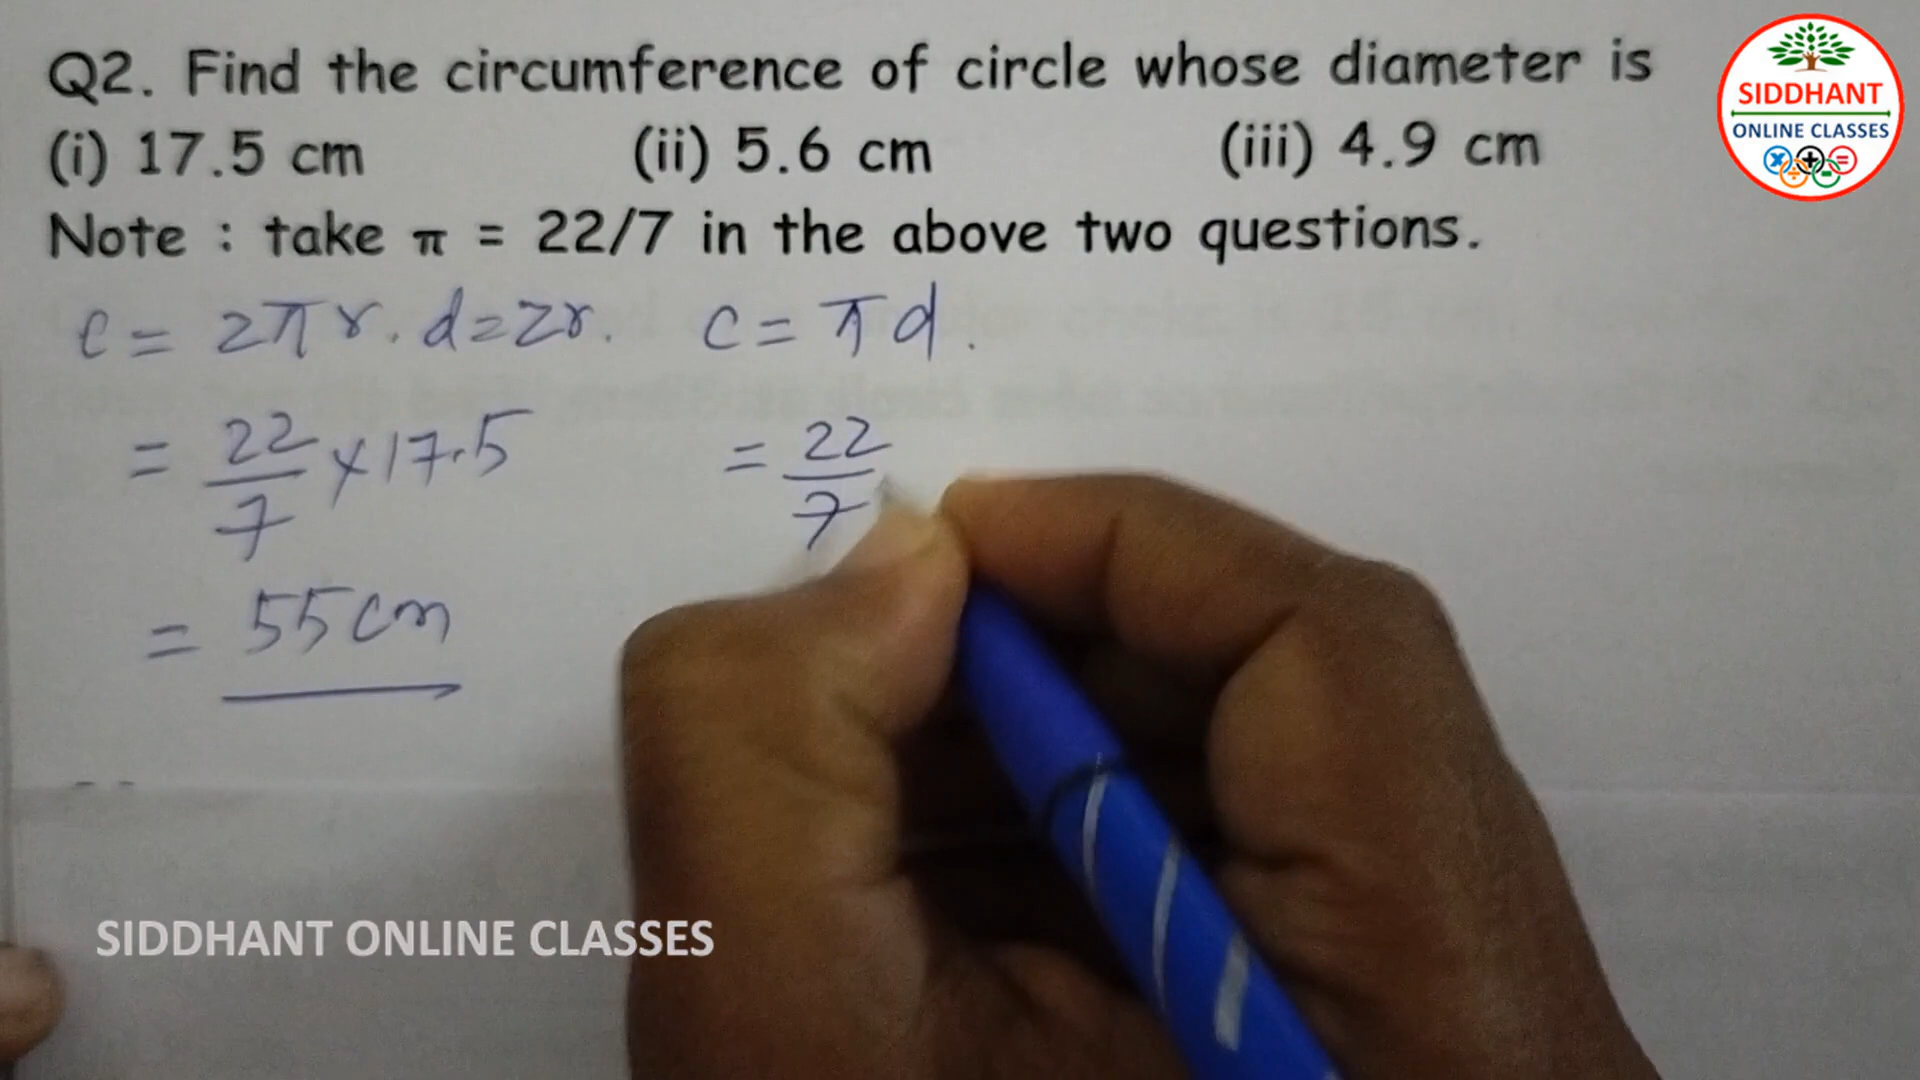 Q2. Find the circumference of circle whose diameter is
(i) 17.5 cm (ii) 5.6 cm (iii) 4.9 cm
Note : take π = 22/7 in the above two questions.
C = 2πr. d=2r. C = πd.
= 22/7 × 17.5 = 22/7
= 55cm
SIDDHANT
ONLINE CLASSES
SIDDHANT ONLINE CLASSES